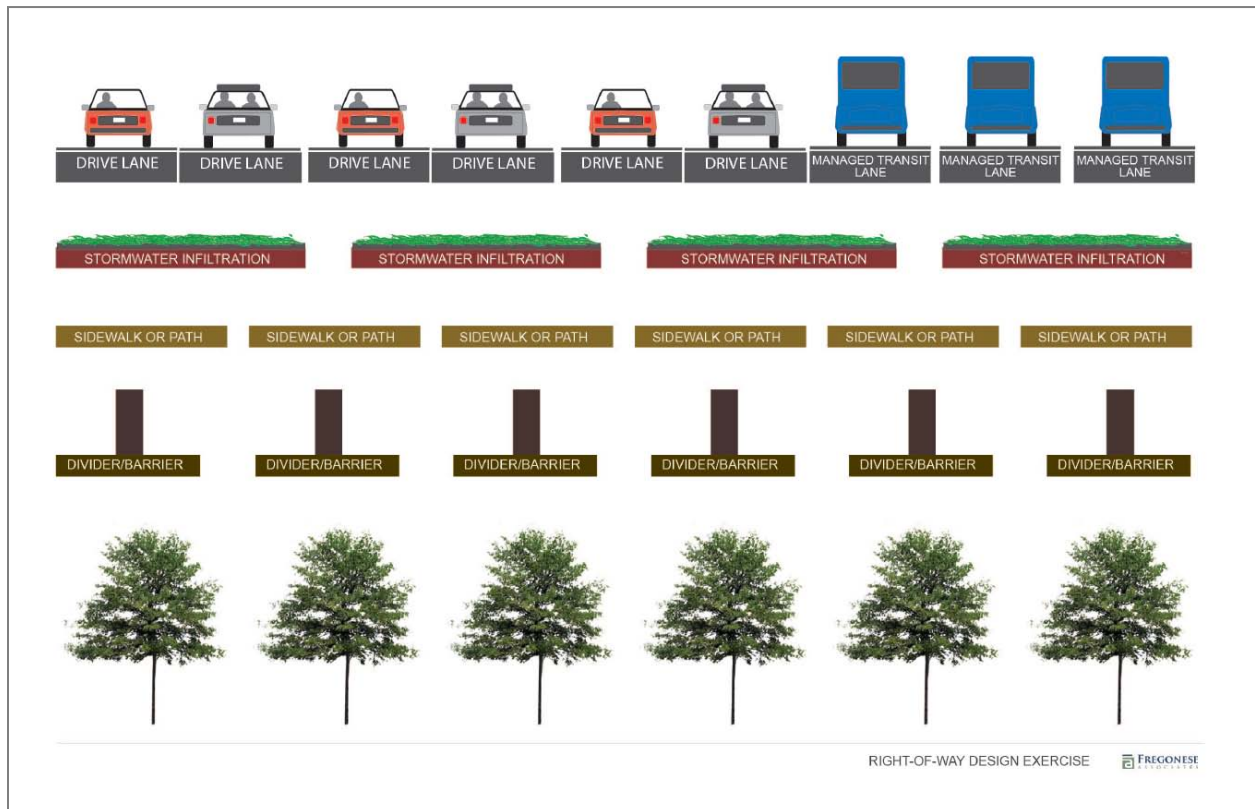 DRIVE LANE DRIVE LANE DRIVE LANE DRIVE LANE DRIVE LANE DRIVE LANE MANAGED TRANSIT MANAGED TRANSIT MANAGED TRANSIT
LANE LANE LANE
STORMWATER INFILTRATION STORMWATER INFILTRATION STORMWATER INFILTRATION STORMWATER INFILTRATION
SIDEWALK OR PATH SIDEWALK OR PATH SIDEWALK OR PATH SIDEWALK OR PATH SIDEWALK OR PATH SIDEWALK OR PATH
DIVIDER/BARRIER DIVIDER/BARRIER DIVIDER/BARRIER DIVIDER/BARRIER DIVIDER/BARRIER DIVIDER/BARRIER
RIGHT-OF-WAY DESIGN EXERCISE FREGONESE
ASSOCIATES